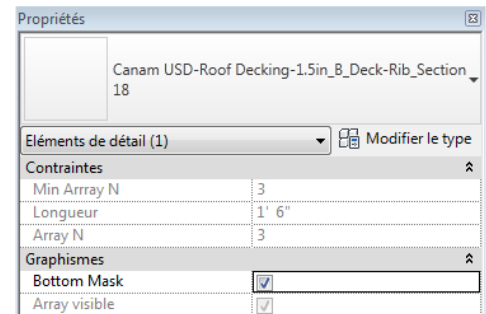 Propriétés
Canam USD-Roof Decking-1.5in_B_Deck-Rib_Section
18
Eléments de détail (1)
Modifier le type
Contraintes
Min Arrray N 3
Longueur 1' 6"
Array N 3
Graphismes
Bottom Mask
Array visible